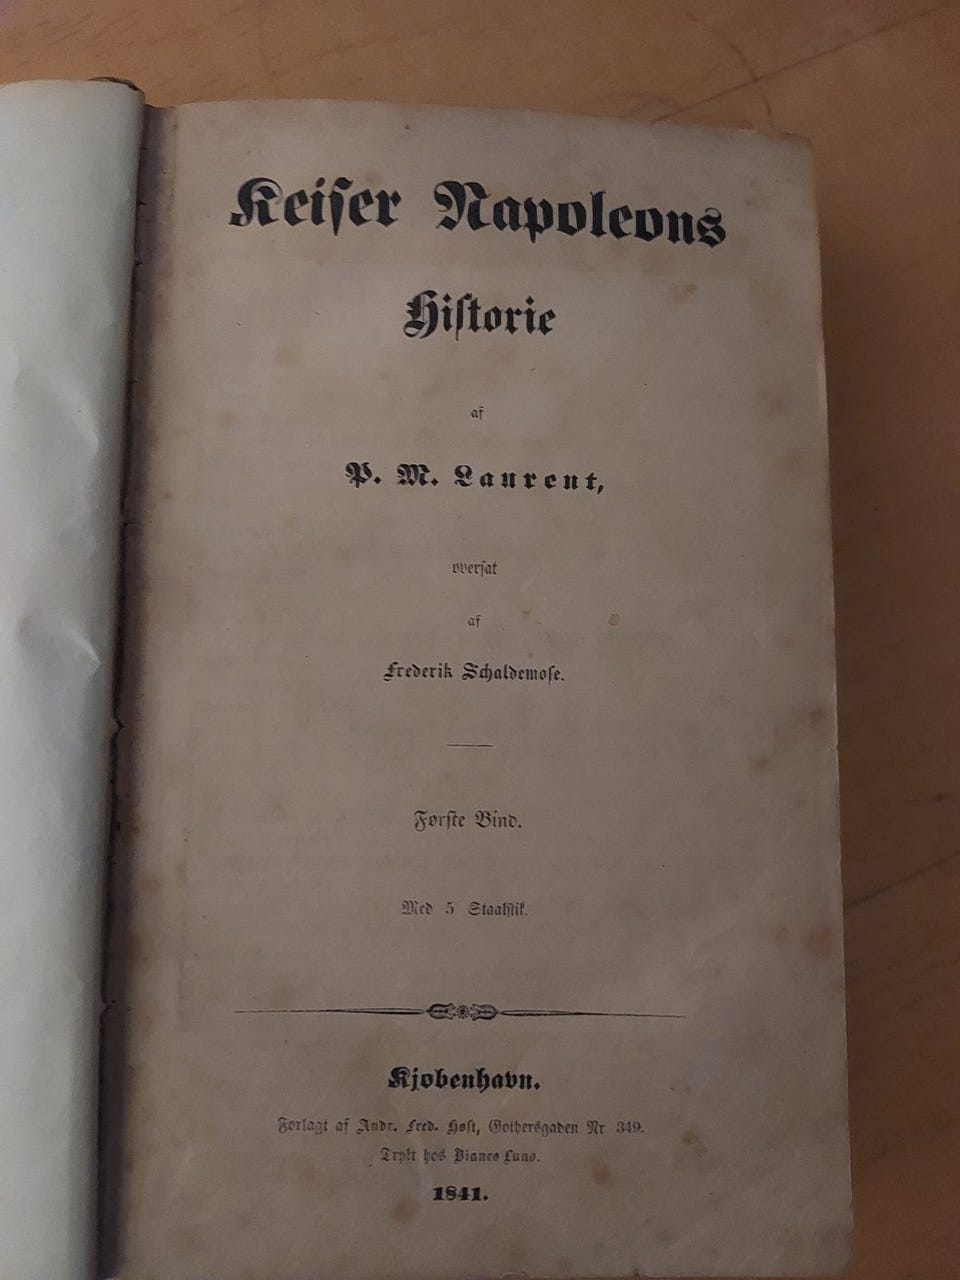 Keiser Napoleons
Historie
af
P. M. Laurent,
oversat
af
Frederik Schaldemose.
Første Bind.
Med 5 Staalstik.
Kjøbenhavn.
Forlagt af Andr. Fred. Høst, Gothersgaden Nr 349.
Trykt hos Bianco Luno.
1841.